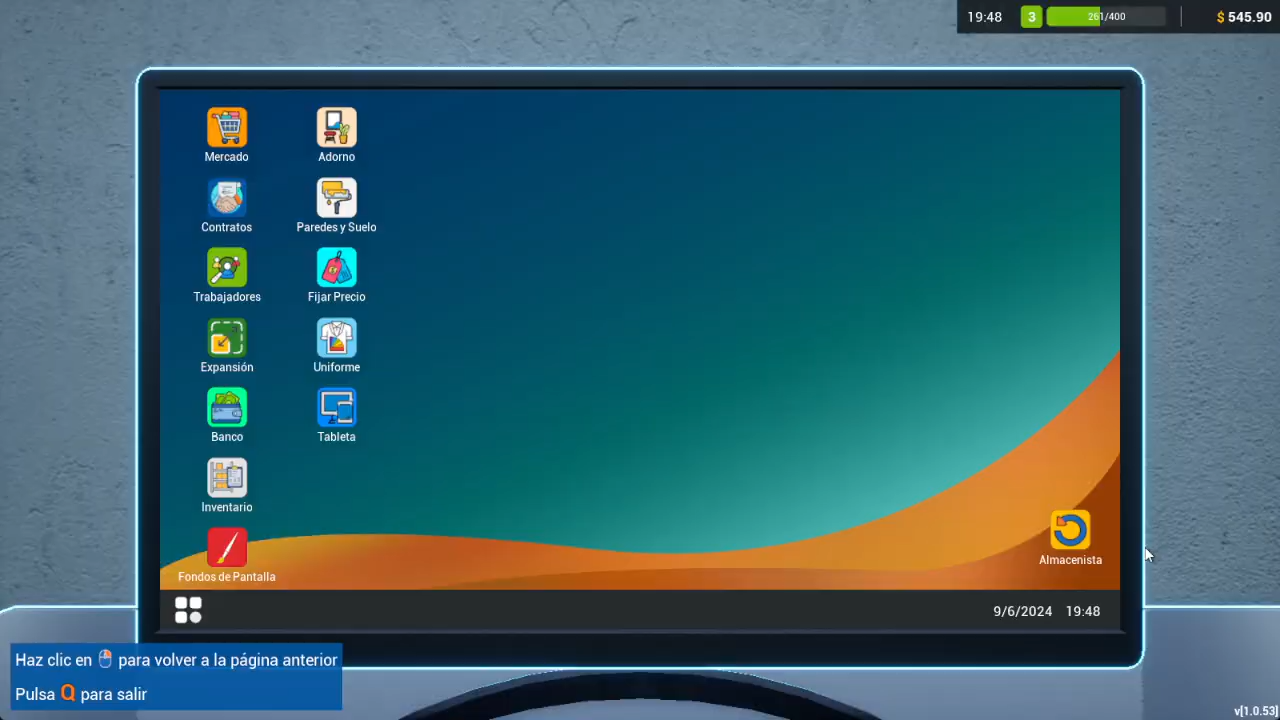 19:48 3 261/400 $ 545.90
Mercado Adorno
Contratos Paredes y Suelo
Trabajadores Fijar Precio
Expansión Uniforme
Banco Tableta
Inventario
Fondos de Pantalla
Almacenista
9/6/2024 19:48
Haz clic en para volver a la página anterior
Pulsa Q para salir
v[1.0.53]